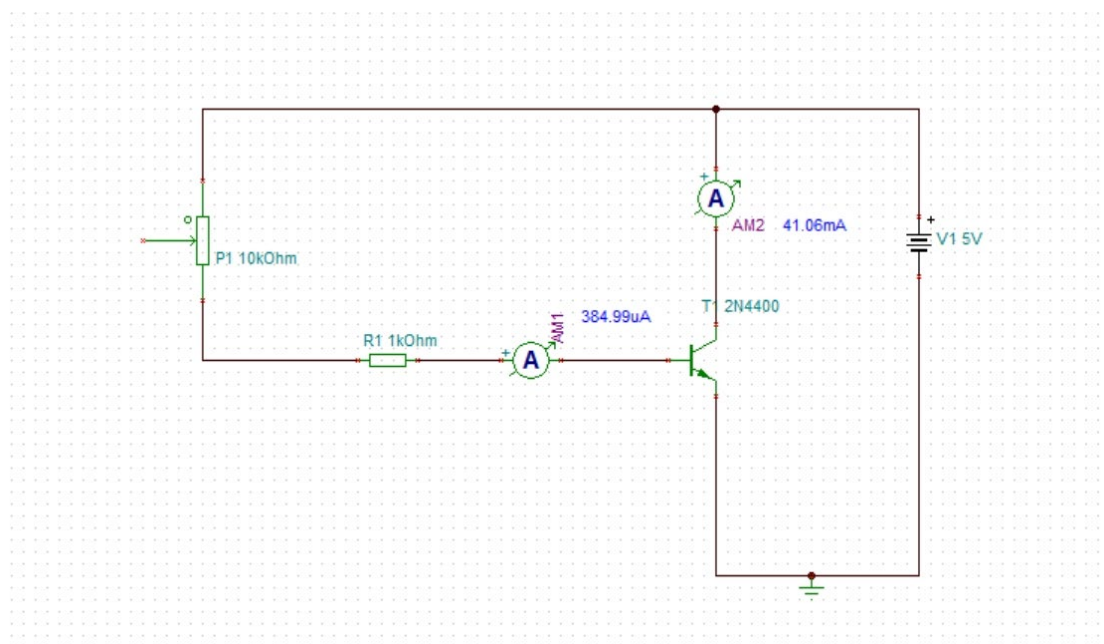 A
AM2 41.06mA
+
V1 5V
P1 10kOhm
T1 2N4400
384.99uA
AM1
R1 1kOhm
+
A
+